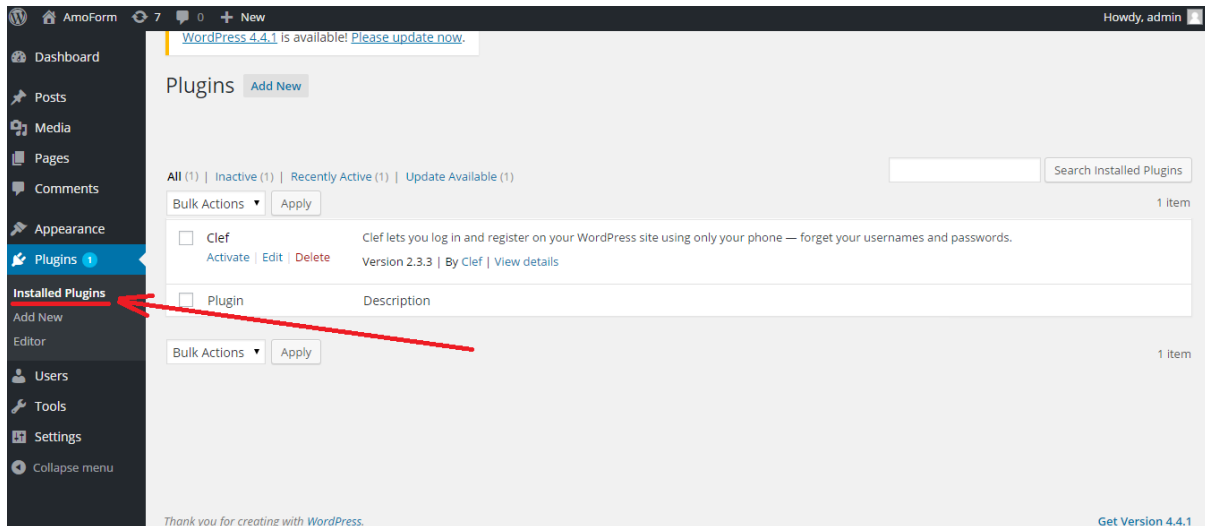 AmoForm 7 0 + New Howdy, admin
WordPress 4.4.1 is available! Please update now.
Dashboard
Posts
Media
Pages
Comments
Appearance
Plugins 1
Installed Plugins
Add New
Editor
Users
Tools
Settings
Collapse menu
Plugins Add New
All (1) | Inactive (1) | Recently Active (1) | Update Available (1)
Search Installed Plugins
Bulk Actions Apply
1 item
Clef
Activate | Edit | Delete
Clef lets you log in and register on your WordPress site using only your phone — forget your usernames and passwords.
Version 2.3.3 | By Clef | View details
Plugin
Description
Bulk Actions Apply
1 item
Thank you for creating with WordPress.
Get Version 4.4.1